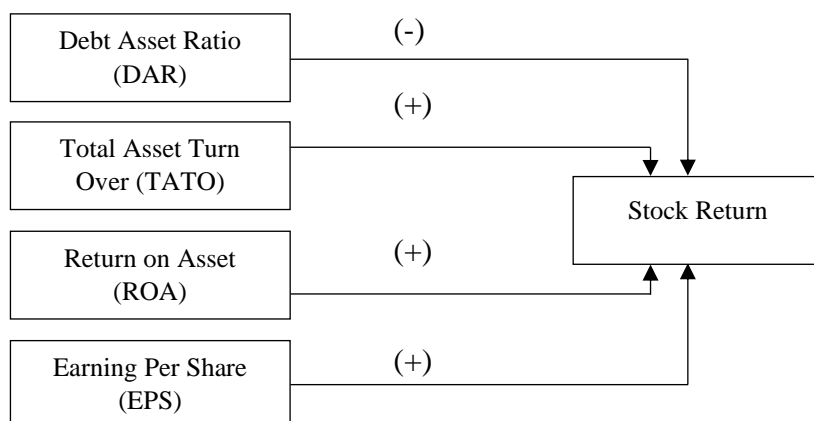 Debt Asset Ratio
(DAR)
(-)
(+)
Total Asset Turn
Over (TATO)
Stock Return
Return on Asset
(ROA)
(+)
Earning Per Share
(EPS)
(+)